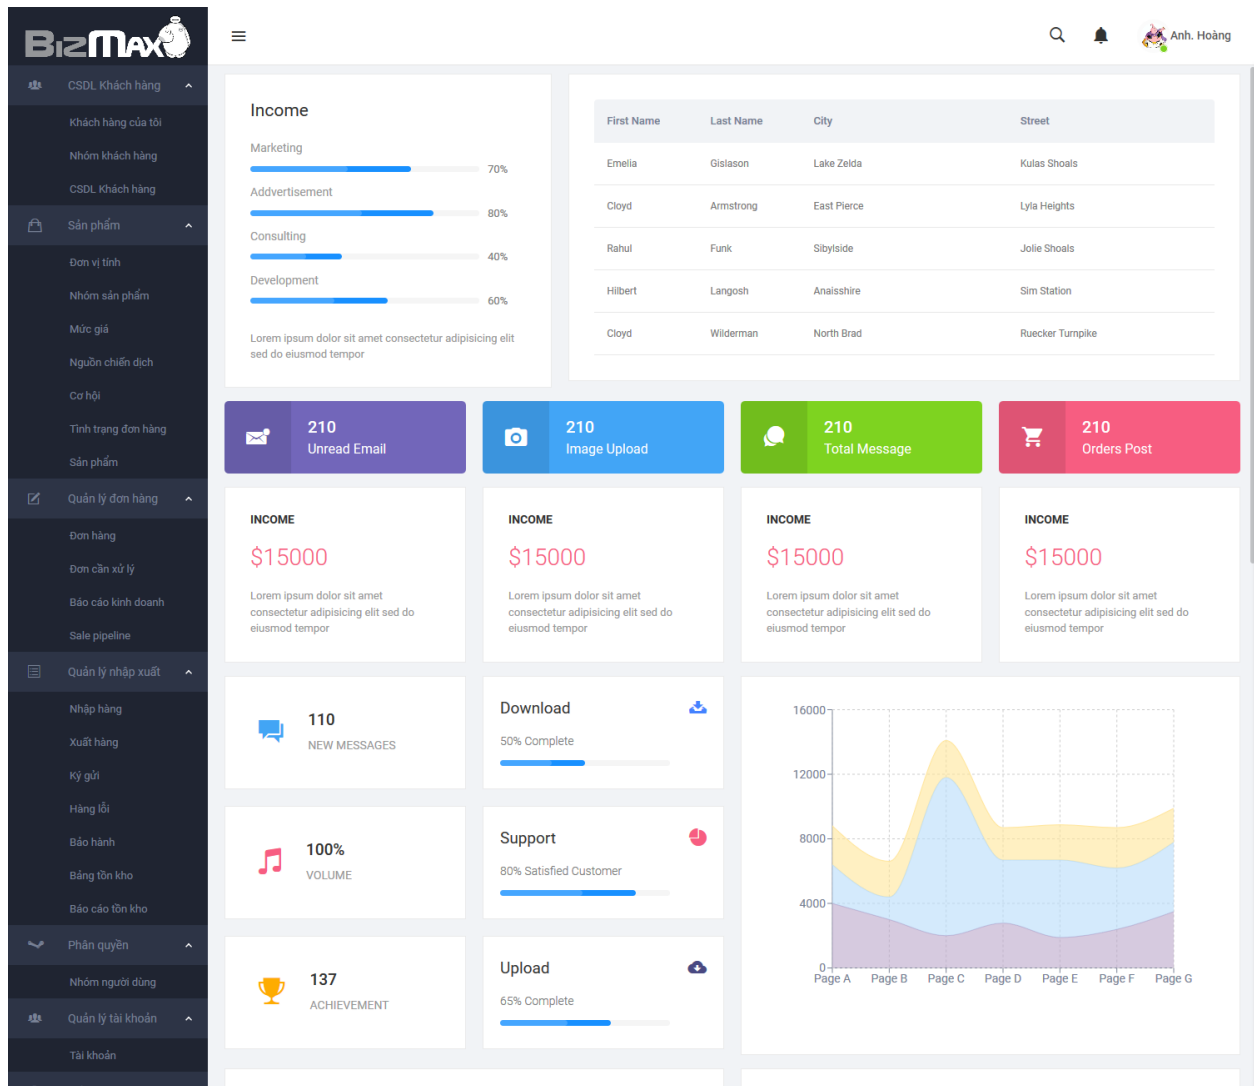 BizMax
Anh. Hoàng
CSDL Khách hàng
Khách hàng của tôi
Nhóm khách hàng
CSDL Khách hàng
Sản phẩm
Đơn vị tính
Nhóm sản phẩm
Mức giá
Nguồn chiến dịch
Cơ hội
Tình trạng đơn hàng
Sản phẩm
Quản lý đơn hàng
Đơn hàng
Đơn cần xử lý
Báo cáo kinh doanh
Sale pipeline
Quản lý nhập xuất
Nhập hàng
Xuất hàng
Ký gửi
Hàng lỗi
Bảo hành
Bảng tồn kho
Báo cáo tồn kho
Phân quyền
Nhóm người dùng
Quản lý tài khoản
Tài khoản
Income
Marketing
70%
Addvertisement
80%
Consulting
40%
Development
60%
Lorem ipsum dolor sit amet consectetur adipisicing elit
sed do eiusmod tempor
First Name Last Name City Street
Emelia Gislason Lake Zelda Kulas Shoals
Cloyd Armstrong East Pierce Lyla Heights
Rahul Funk Sibylside Jolie Shoals
Hilbert Langosh Anaisshire Sim Station
Cloyd Wilderman North Brad Ruecker Turnpike
210
Unread Email
210
Image Upload
210
Total Message
210
Orders Post
INCOME
$15000
Lorem ipsum dolor sit amet
consectetur adipisicing elit sed do
eiusmod tempor
INCOME
$15000
Lorem ipsum dolor sit amet
consectetur adipisicing elit sed do
eiusmod tempor
INCOME
$15000
Lorem ipsum dolor sit amet
consectetur adipisicing elit sed do
eiusmod tempor
INCOME
$15000
Lorem ipsum dolor sit amet
consectetur adipisicing elit sed do
eiusmod tempor
110
NEW MESSAGES
Download
50% Complete
100%
VOLUME
Support
80% Satisfied Customer
137
ACHIEVEMENT
Upload
65% Complete
16000
12000
8000
4000
0
Page A Page B Page C Page D Page E Page F Page G